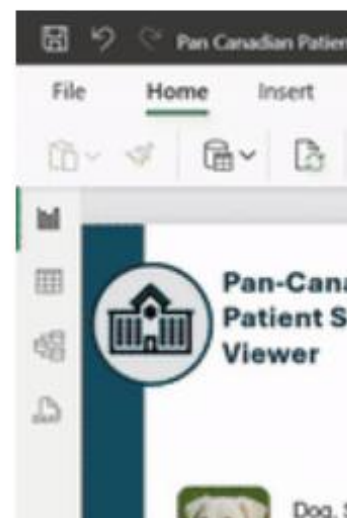 Pan Canadian Patien
File Home Insert
Pan-Cana
Patient S
Viewer
Dog, S